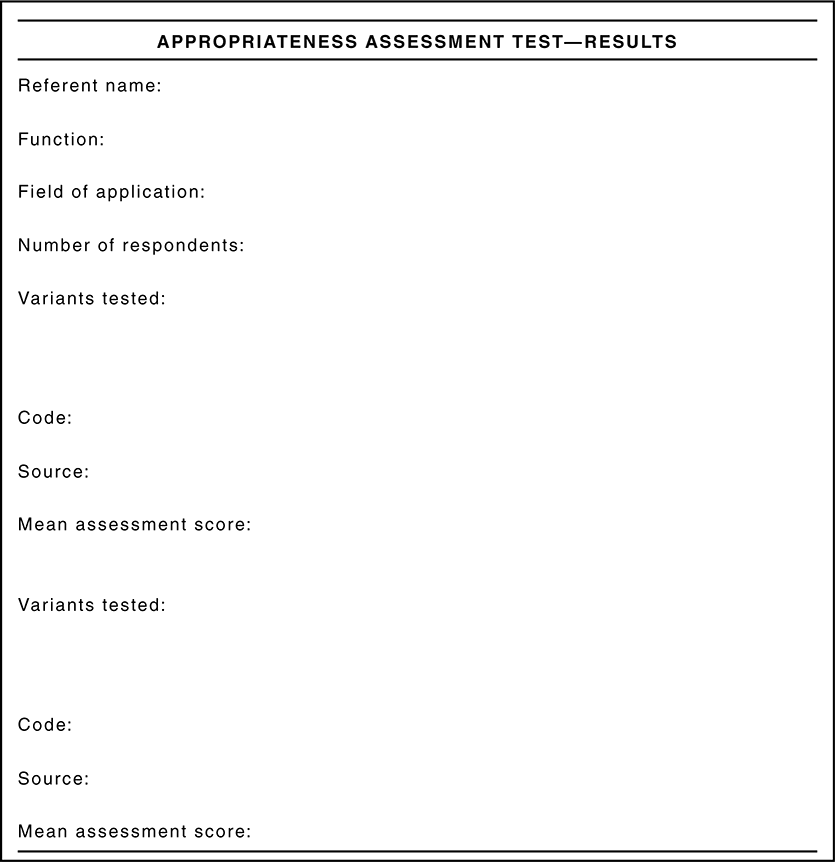 APPROPRIATENESS ASSESSMENT TEST—RESULTS
Referent name:
Function:
Field of application:
Number of respondents:
Variants tested:
Code:
Source:
Mean assessment score:
Variants tested:
Code:
Source:
Mean assessment score: